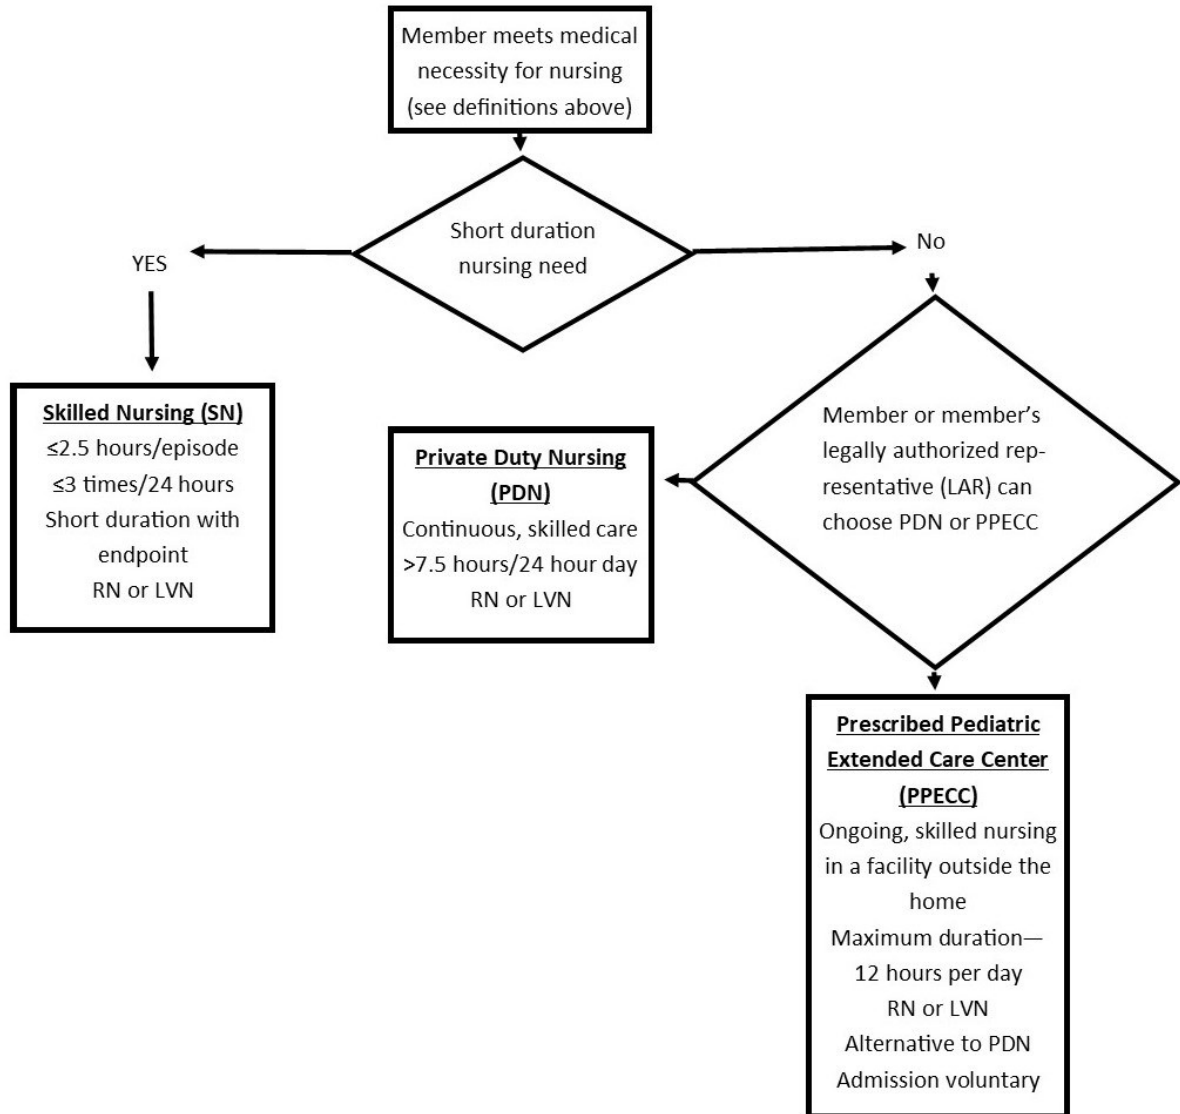 Member meets medical
necessity for nursing
(see definitions above)
Short duration
nursing need
YES
No
Skilled Nursing (SN)
≤2.5 hours/episode
≤3 times/24 hours
Short duration with
endpoint
RN or LVN
Private Duty Nursing
(PDN)
Continuous, skilled care
>7.5 hours/24 hour day
RN or LVN
Member or member’s
legally authorized rep-
resentative (LAR) can
choose PDN or PPECC
Prescribed Pediatric
Extended Care Center
(PPECC)
Ongoing, skilled nursing
in a facility outside the
home
Maximum duration—
12 hours per day
RN or LVN
Alternative to PDN
Admission voluntary